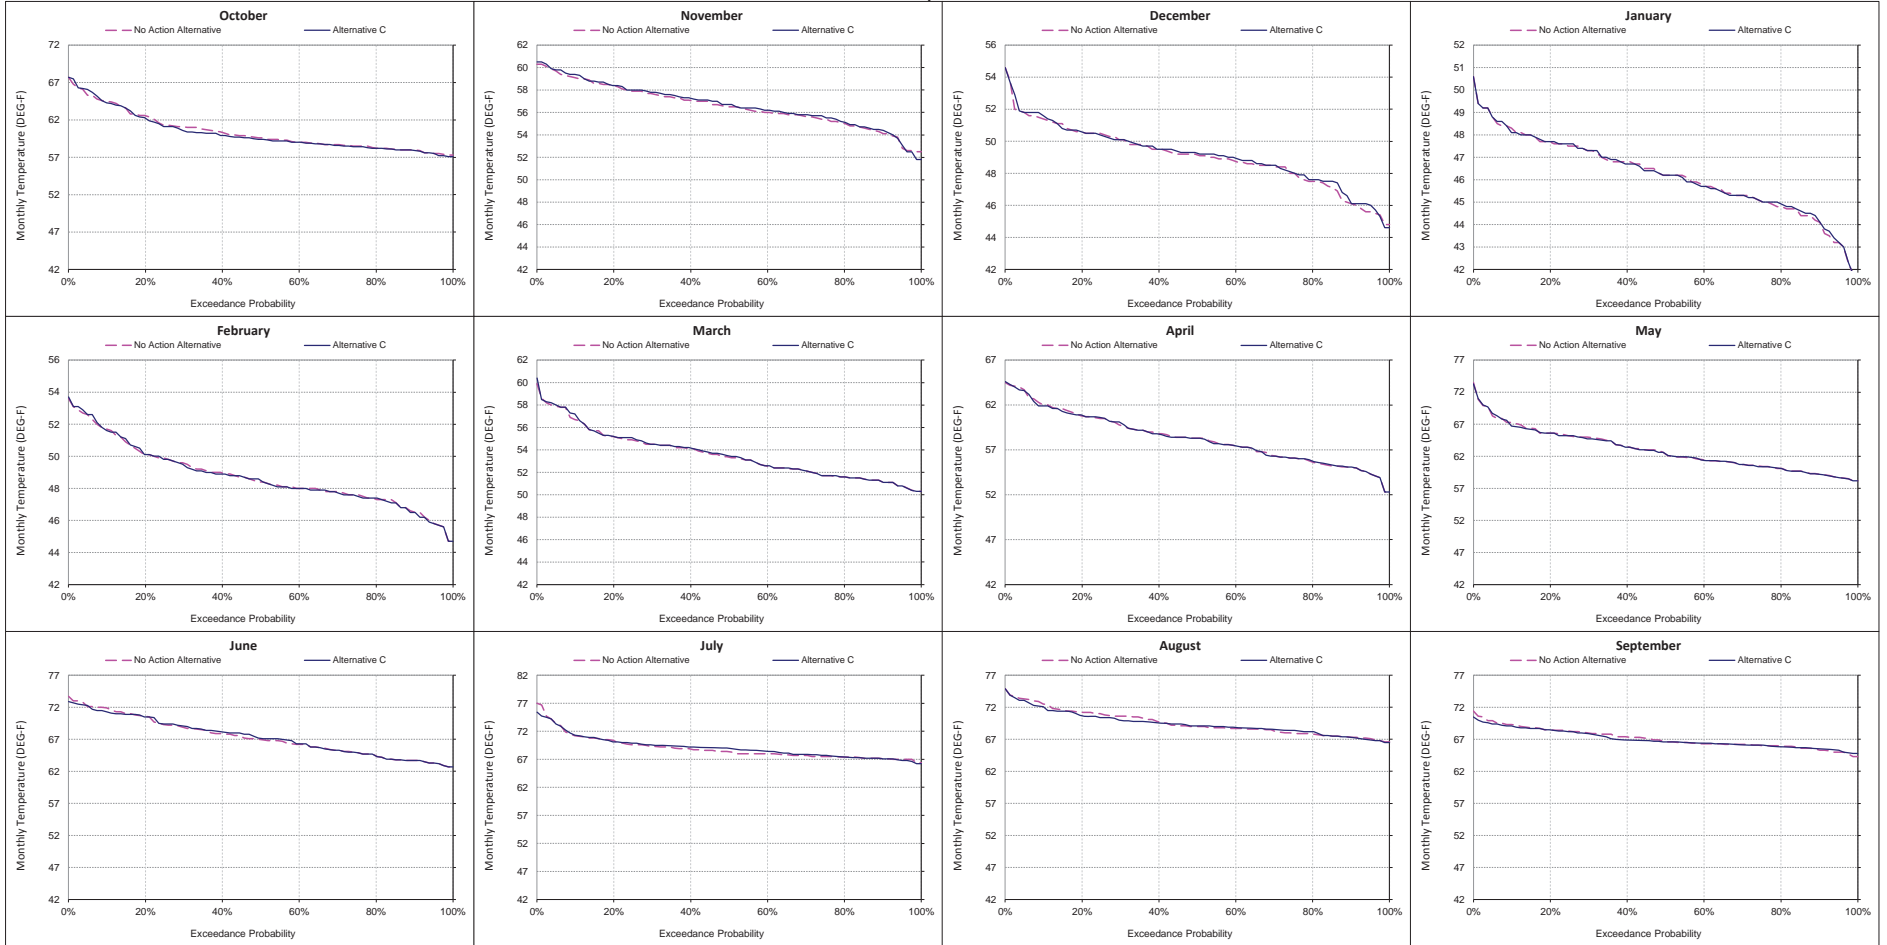 October
No Action Alternative Alternative C
Monthly Temperature (DEG-F)
72
67
62
57
52
47
42
0% 20% 40% 60% 80% 100%
Exceedance Probability
November
No Action Alternative Alternative C
Monthly Temperature (DEG-F)
62
60
58
56
54
52
50
48
46
44
42
0% 20% 40% 60% 80% 100%
Exceedance Probability
December
No Action Alternative Alternative C
Monthly Temperature (DEG-F)
56
54
52
50
48
46
44
42
0% 20% 40% 60% 80% 100%
Exceedance Probability
January
No Action Alternative Alternative C
Monthly Temperature (DEG-F)
52
51
50
49
48
47
46
45
44
43
42
0% 20% 40% 60% 80% 100%
Exceedance Probability
February
No Action Alternative Alternative C
Monthly Temperature (DEG-F)
56
54
52
50
48
46
44
42
0% 20% 40% 60% 80% 100%
Exceedance Probability
March
No Action Alternative Alternative C
Monthly Temperature (DEG-F)
62
60
58
56
54
52
50
48
46
44
42
0% 20% 40% 60% 80% 100%
Exceedance Probability
April
No Action Alternative Alternative C
Monthly Temperature (DEG-F)
67
62
57
52
47
42
0% 20% 40% 60% 80% 100%
Exceedance Probability
May
No Action Alternative Alternative C
Monthly Temperature (DEG-F)
77
72
67
62
57
52
47
42
0% 20% 40% 60% 80% 100%
Exceedance Probability
June
No Action Alternative Alternative C
Monthly Temperature (DEG-F)
77
72
67
62
57
52
47
42
0% 20% 40% 60% 80% 100%
Exceedance Probability
July
No Action Alternative Alternative C
Monthly Temperature (DEG-F)
82
77
72
67
62
57
52
47
42
0% 20% 40% 60% 80% 100%
Exceedance Probability
August
No Action Alternative Alternative C
Monthly Temperature (DEG-F)
77
72
67
62
57
52
47
42
0% 20% 40% 60% 80% 100%
Exceedance Probability
September
No Action Alternative Alternative C
Monthly Temperature (DEG-F)
77
72
67
62
57
52
47
42
0% 20% 40% 60% 80% 100%
Exceedance Probability